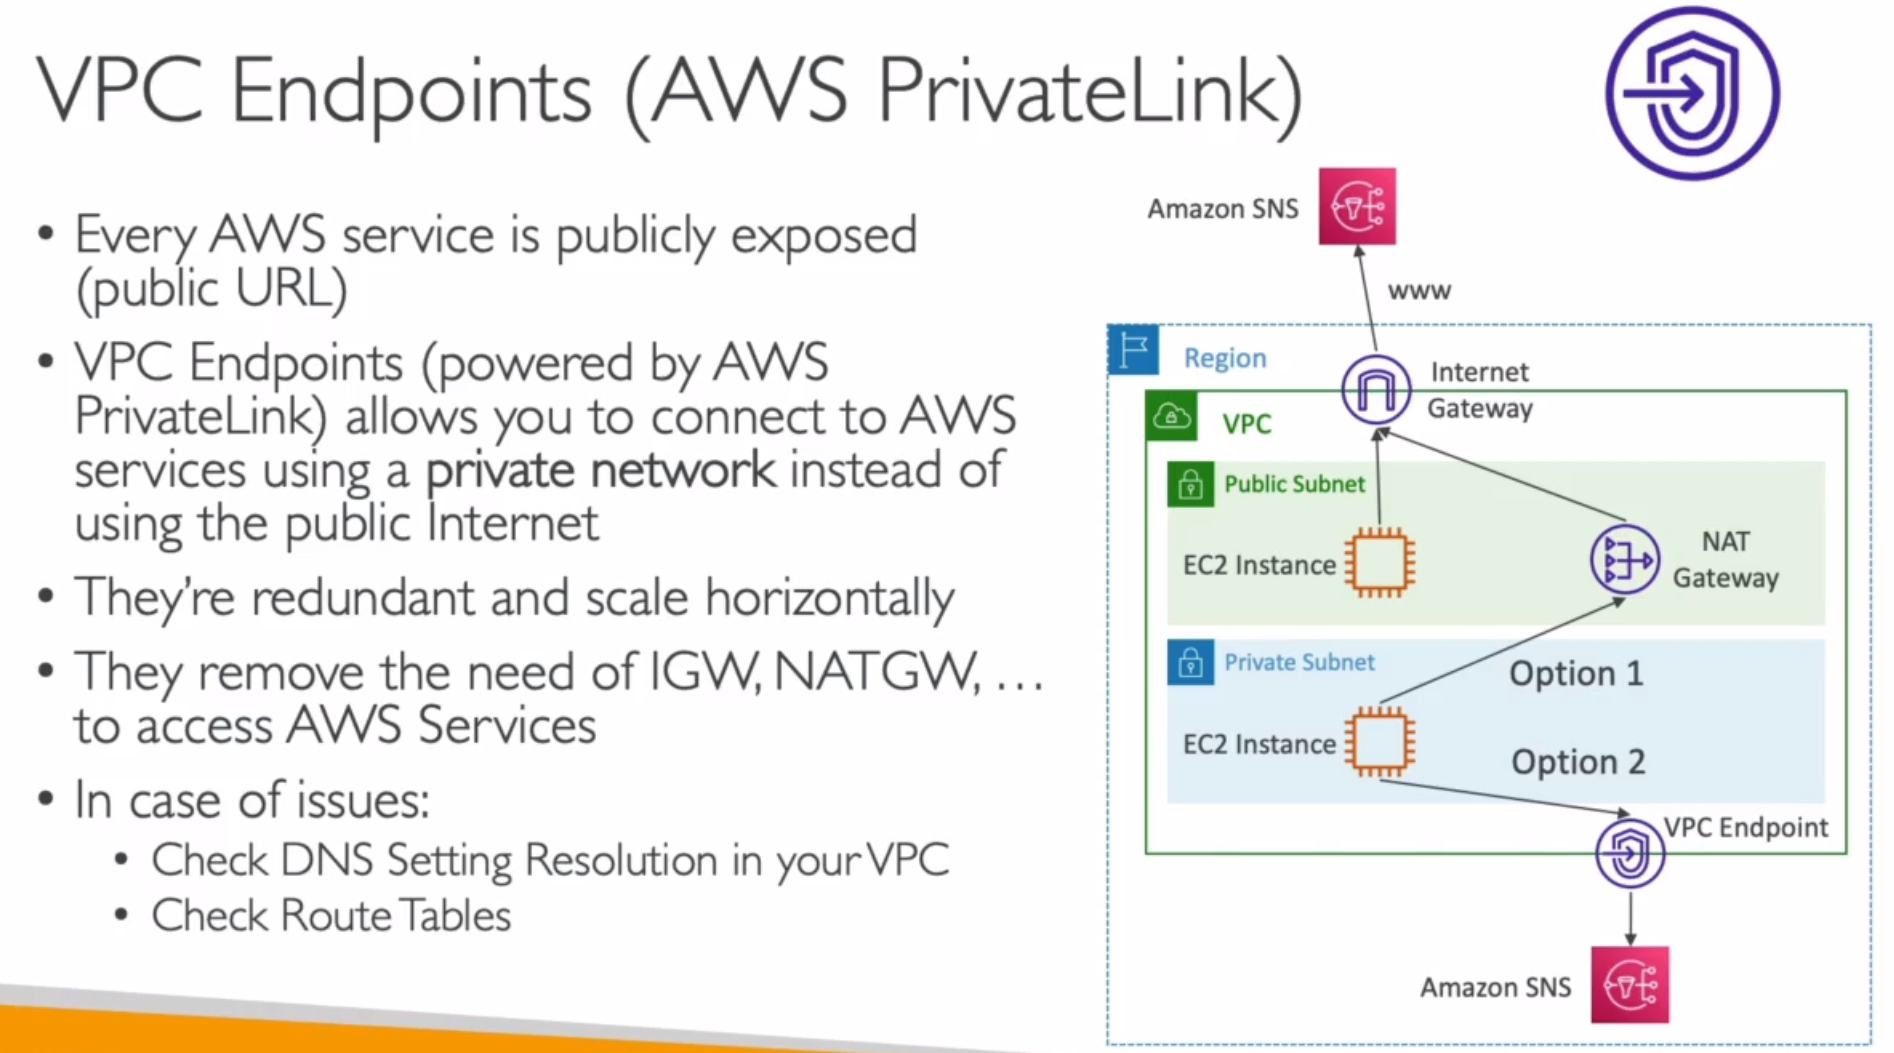 VPC Endpoints (AWS PrivateLink)
• Every AWS service is publicly exposed
(public URL)
• VPC Endpoints (powered by AWS
PrivateLink) allows you to connect to AWS
services using a private network instead of
using the public Internet
• They're redundant and scale horizontally
• They remove the need of IGW, NATGW, ...
to access AWS Services
• In case of issues:
• Check DNS Setting Resolution in your VPC
• Check Route Tables
Amazon SNS
www
Region
Internet
Gateway
VPC
Public Subnet
EC2 Instance
NAT
Gateway
Private Subnet
Option 1
EC2 Instance
Option 2
VPC Endpoint
Amazon SNS